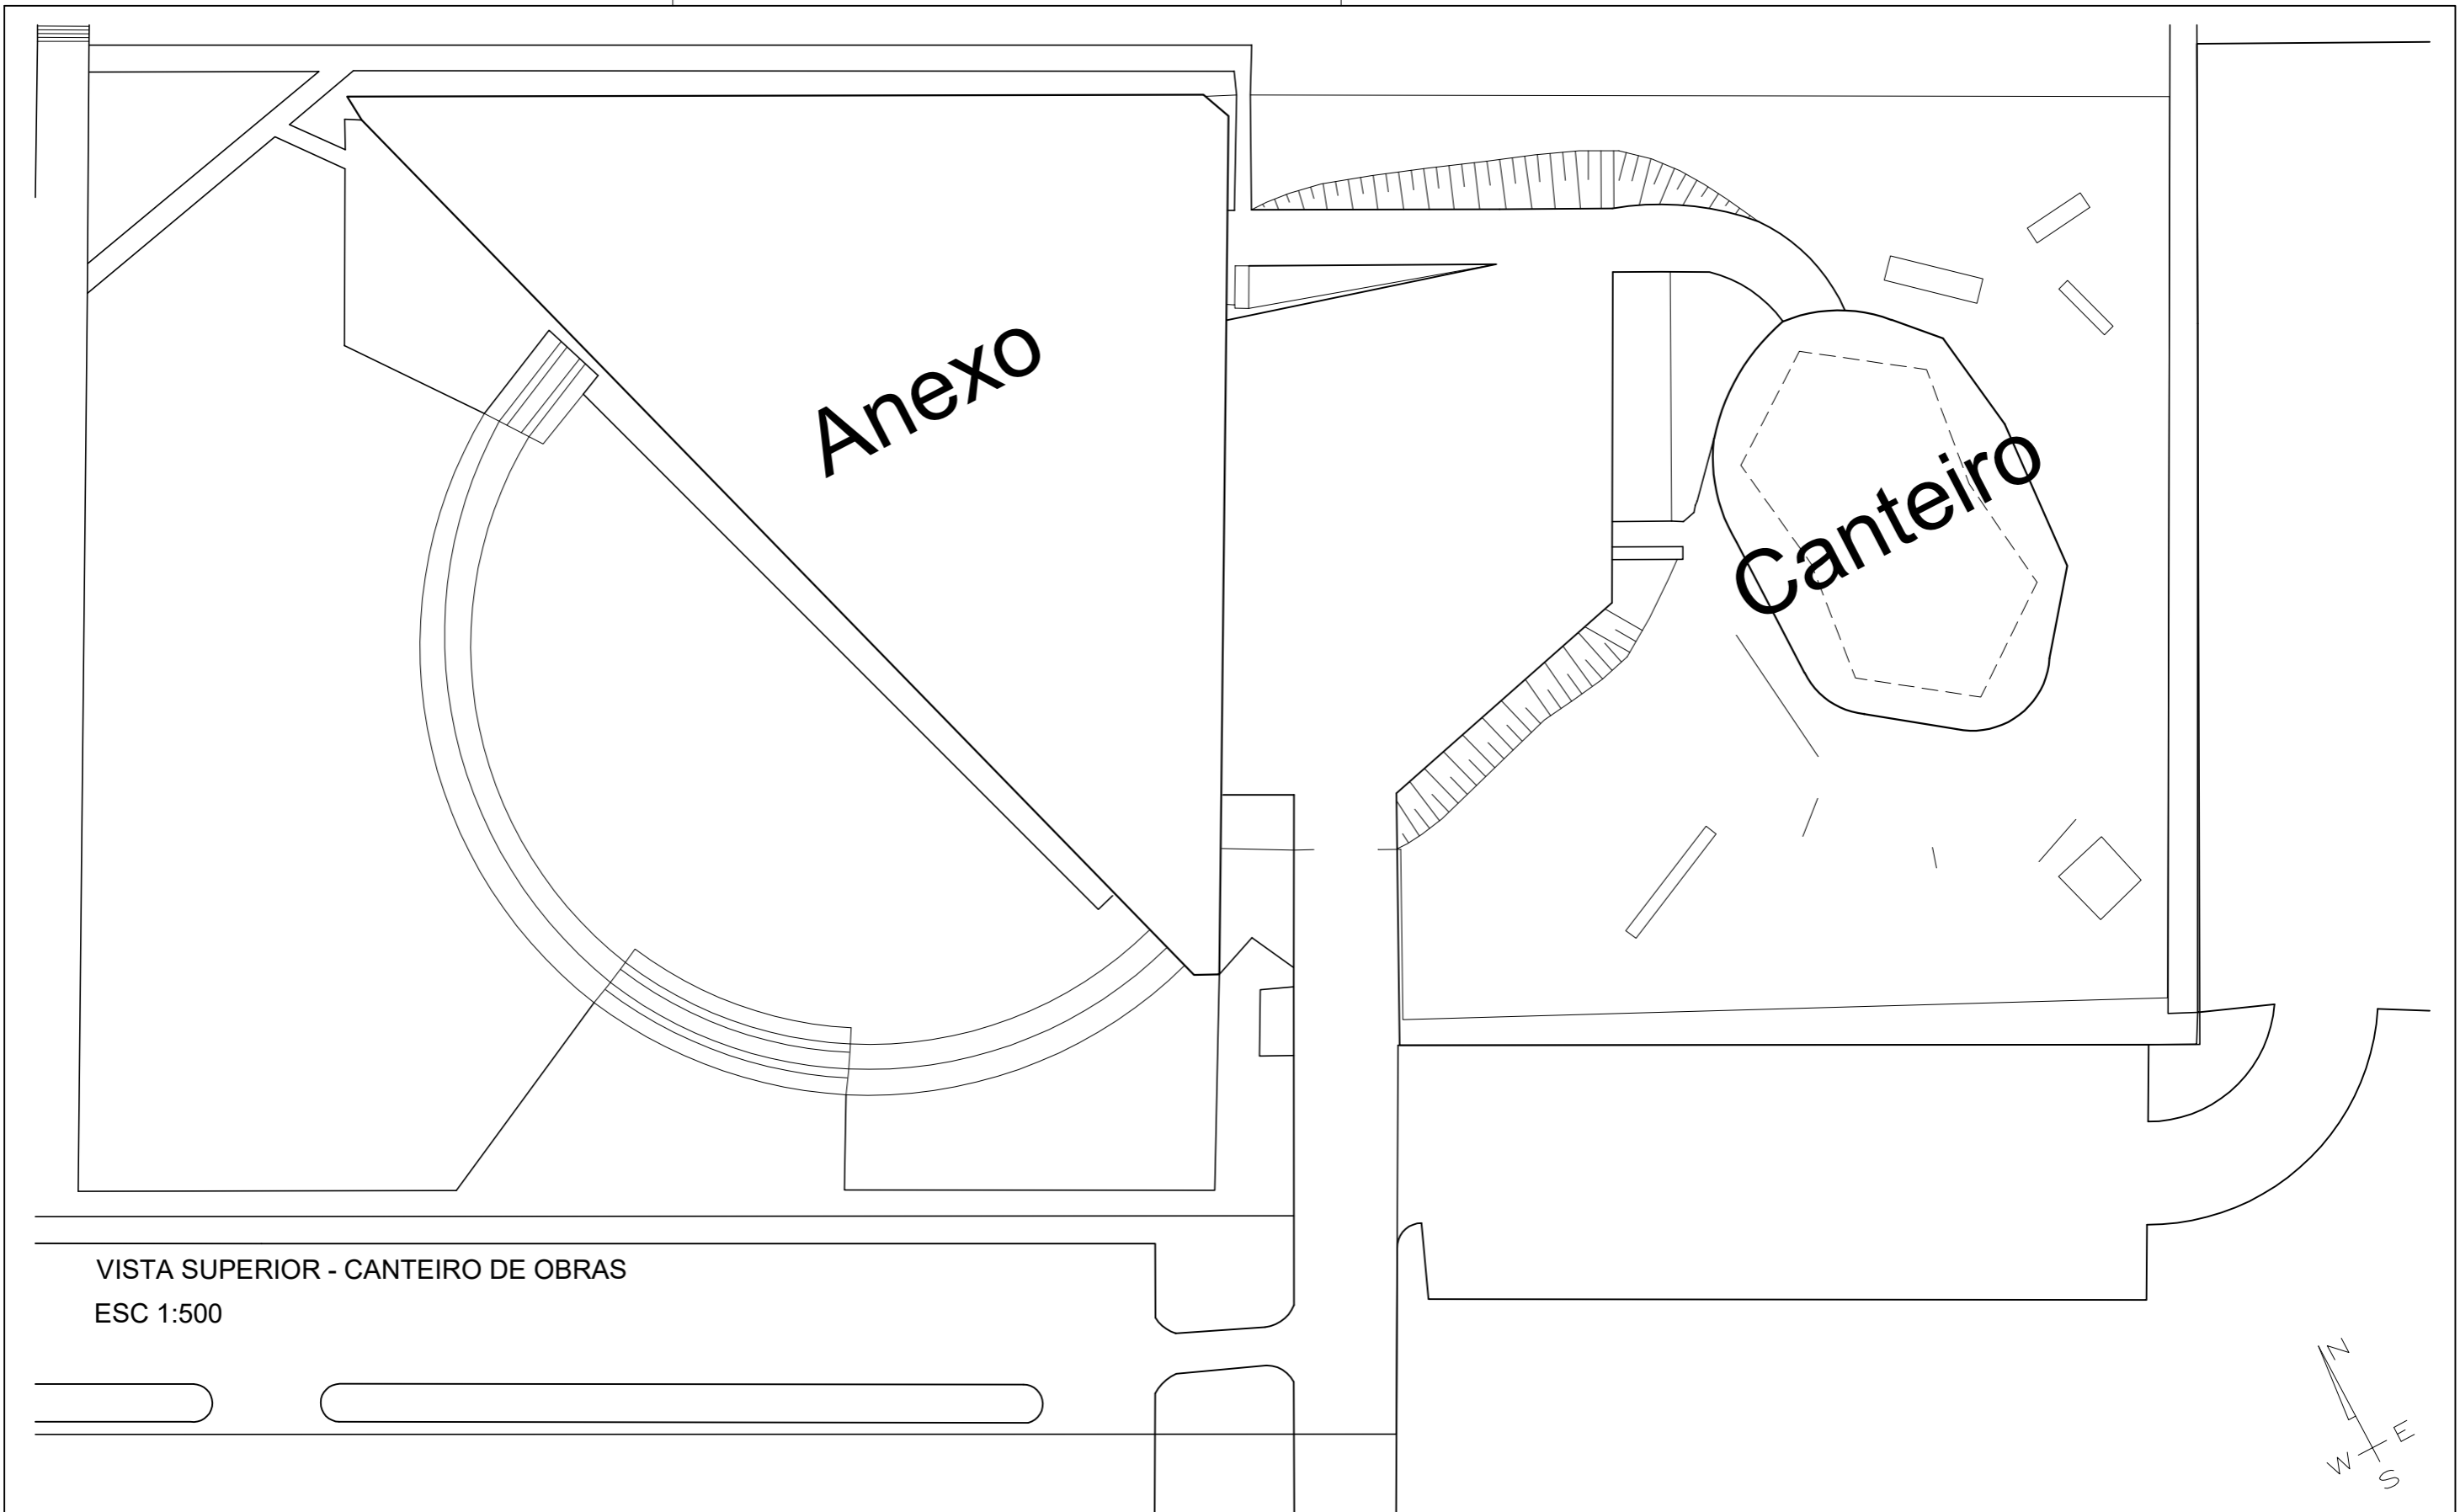 Anexo
Canteiro
VISTA SUPERIOR - CANTEIRO DE OBRAS
ESC 1:500
N
E
W
S